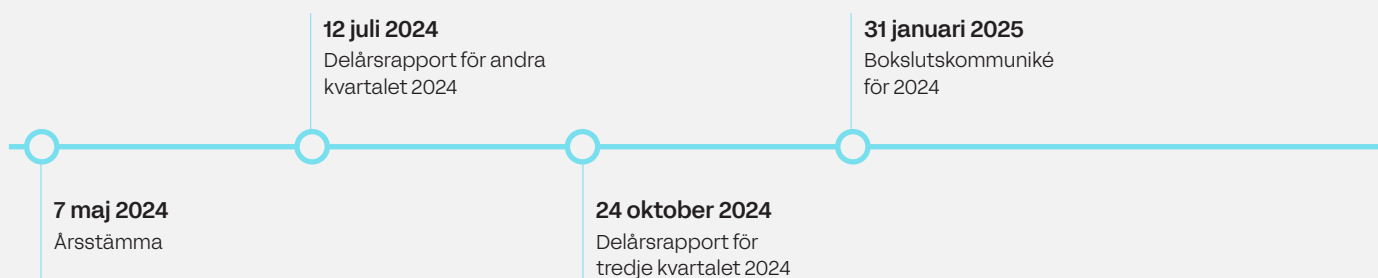 12 juli 2024
Delårsrapport för andra
kvartalet 2024
31 januari 2025
Bokslutskommuniké
för 2024
7 maj 2024
Årsstämma
24 oktober 2024
Delårsrapport för
tredje kvartalet 2024